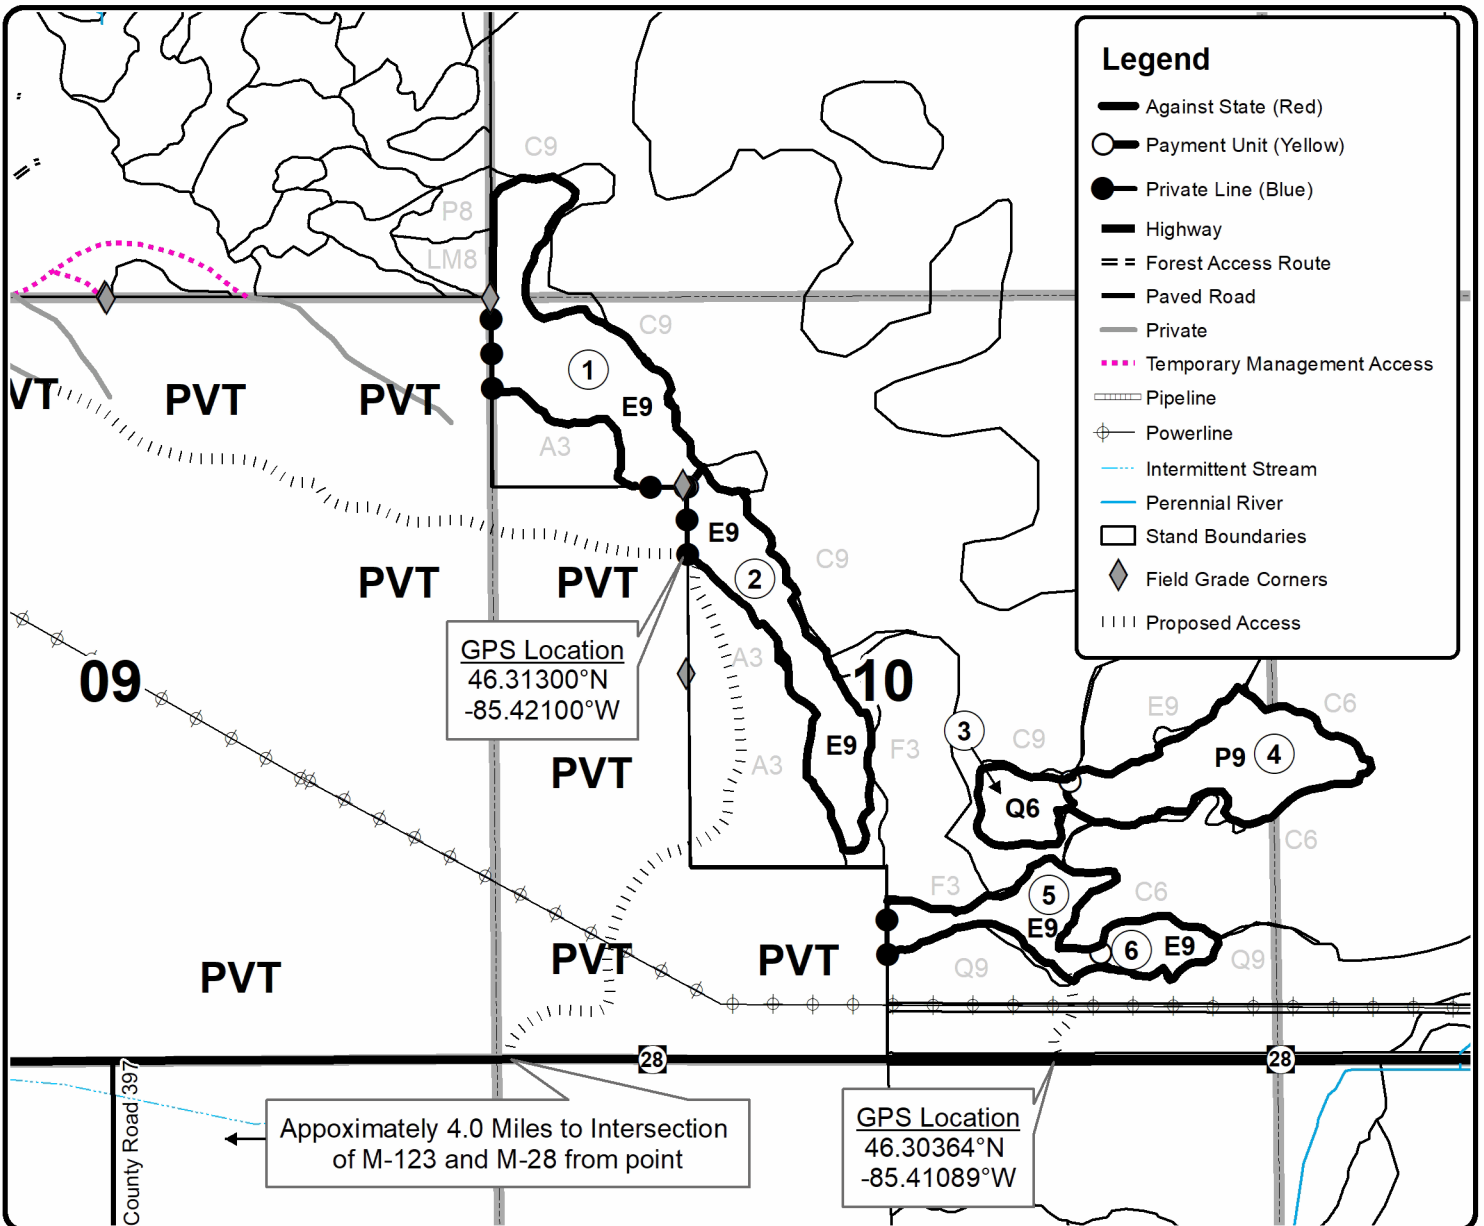 Legend
Against State (Red)
Payment Unit (Yellow)
Private Line (Blue)
Highway
Forest Access Route
Paved Road
Private
Temporary Management Access
Pipeline
Powerline
Intermittent Stream
Perennial River
Stand Boundaries
Field Grade Corners
Proposed Access
C9
P8
LM8
C9
1
E9
VT
PVT
PVT
A3
E9
C9
2
PVT
PVT
GPS Location
46.31300°N
-85.42100°W
A3
09
10
E9
C6
3
C9
F3
E9
P9
4
A3
PVT
Q6
C6
F3
5
C6
E9
6
E9
PVT
PVT
PVT
Q9
Q9
28
28
County Road 397
Appoximately 4.0 Miles to Intersection
of M-123 and M-28 from point
GPS Location
46.30364°N
-85.41089°W